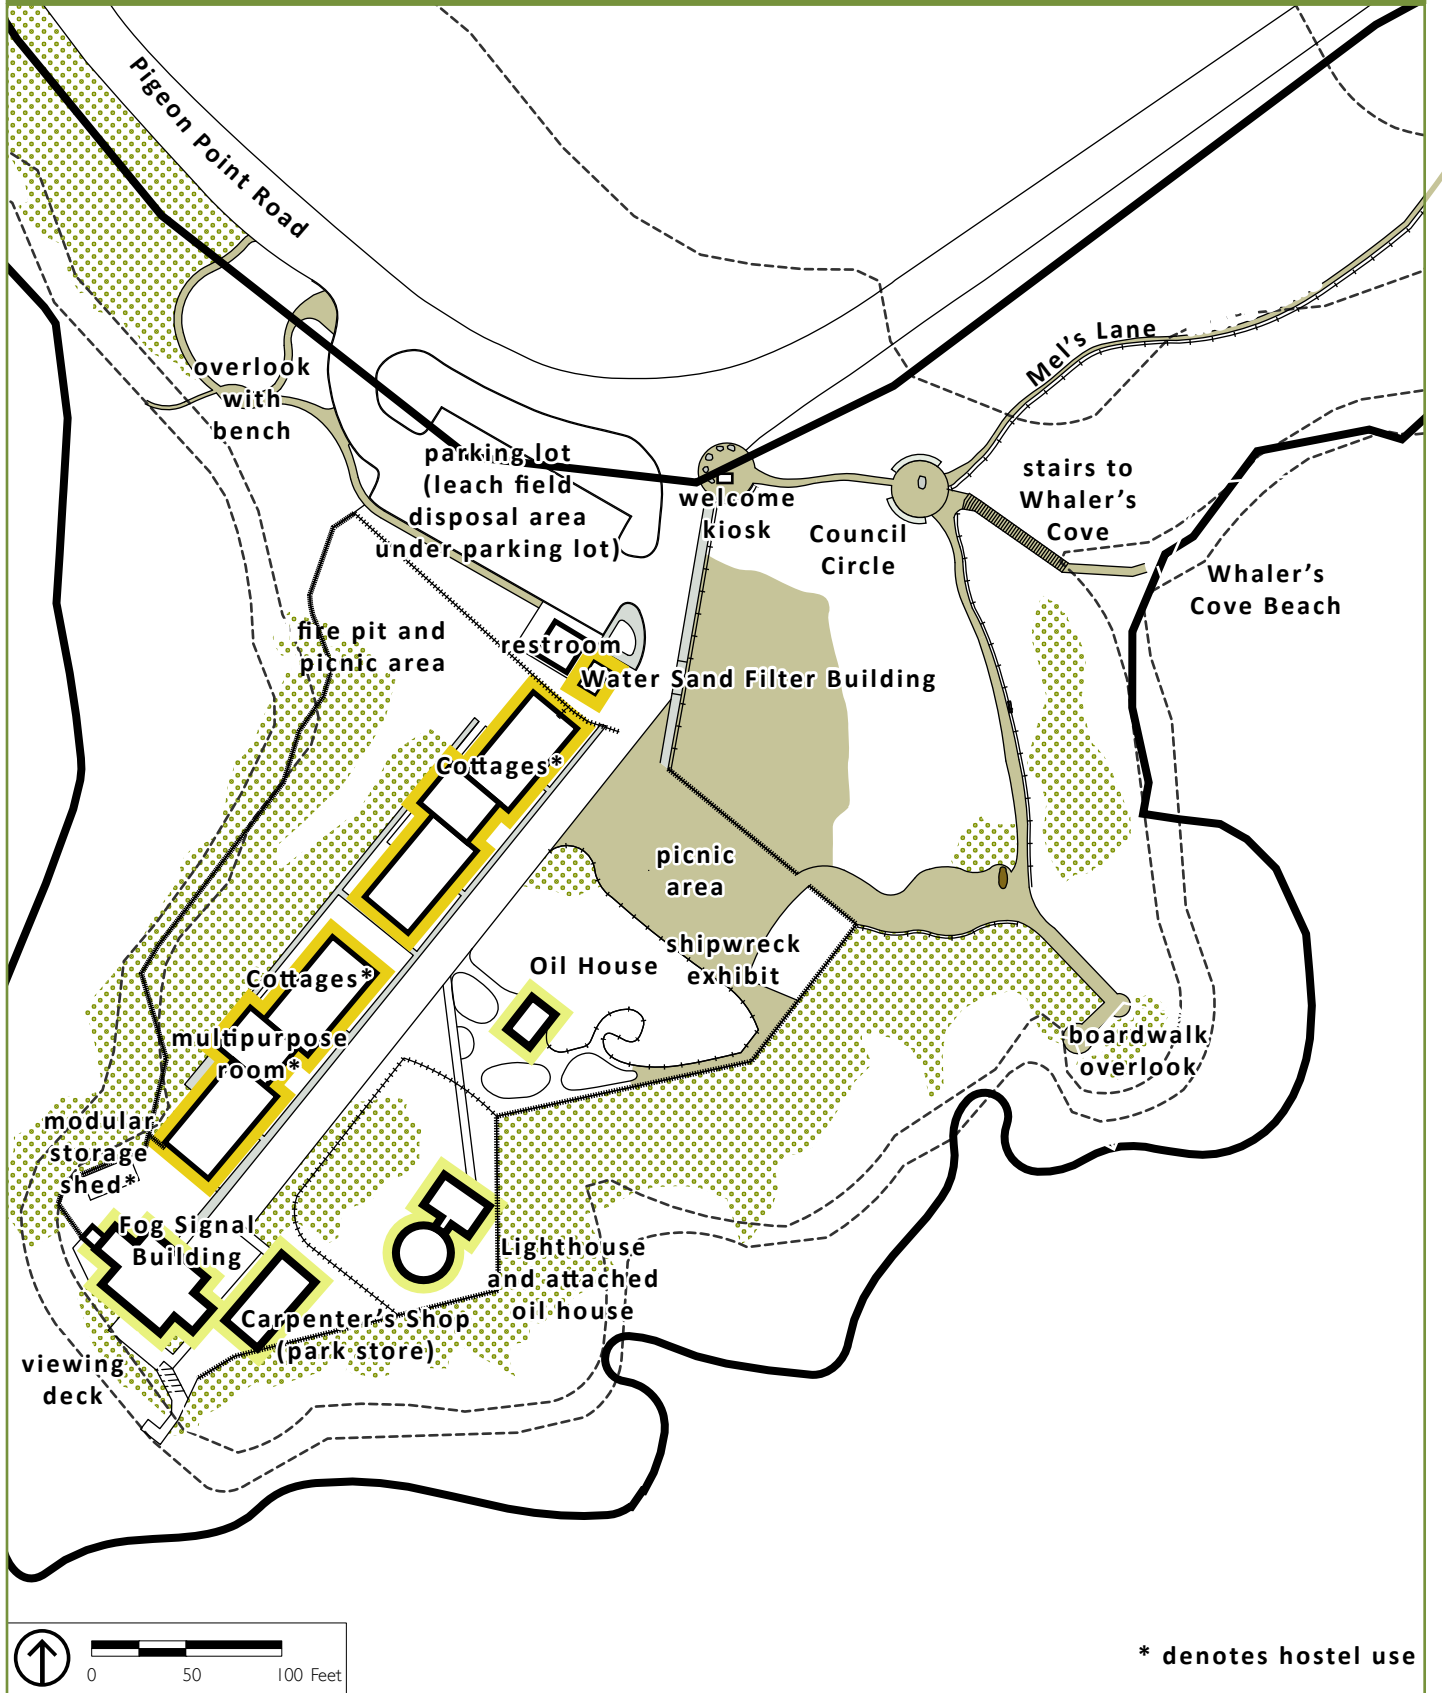 Pigeon Point Road
Mel's Lane
overlook
with
bench
parking lot
(leach field
disposal area
under parking lot)
welcome
kiosk
Council
Circle
stairs to
Whaler's
Cove
Whaler's
Cove Beach
fire pit and
picnic area
restroom
Water Sand Filter Building
Cottages*
picnic
area
shipwreck
exhibit
Oil House
Cottages*
multipurpose
room*
boardwalk
overlook
modular
storage
shed*
Fog Signal
Building
Lighthouse
and attached
oil house
Carpenter's Shop
(park store)
viewing
deck
0 50 100 Feet
* denotes hostel use